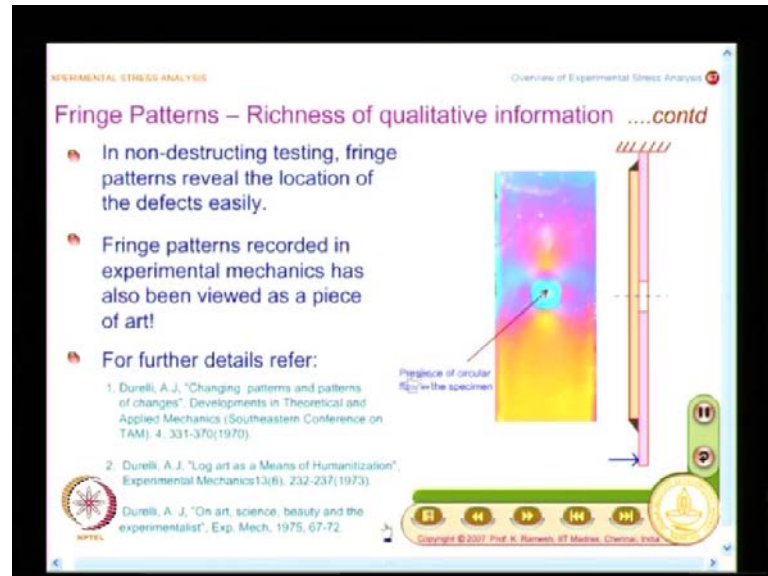 XPERIMENTAL STRESS ANALYSIS
Overview of Experimental Stress Analysis 67
Fringe Patterns – Richness of qualitative information ....contd
In non-destructing testing, fringe
patterns reveal the location of
the defects easily.
Fringe patterns recorded in
experimental mechanics has
also been viewed as a piece
of art!
For further details refer:
1. Durelli, A.J, "Changing patterns and patterns
of changes", Developments in Theoretical and
Applied Mechanics (Southeastern Conference on
TAM). 4, 331-370(1970).
2. Durelli, A.J, "Log art as a Means of Humanitization",
Experimental Mechanics13(6), 232-237(1973).
Durelli, A. J, "On art, science, beauty and the
experimentalist", Exp. Mech, 1975, 67-72.
Presence of circular
in the specimen
NPTEL
Copyright © 2007 Prof. K. Ramesh, IIT Madras, Chennai, India